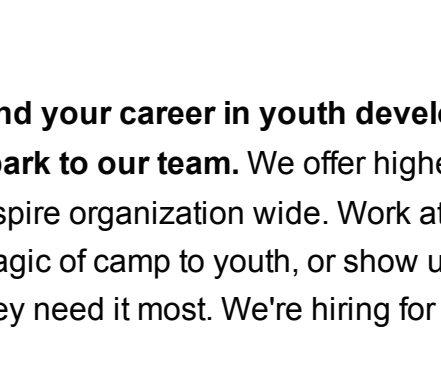 nd your career in youth devel
park to our team. We offer highe
spire organization wide. Work at
agic of camp to youth, or show u
ey need it most. We're hiring for